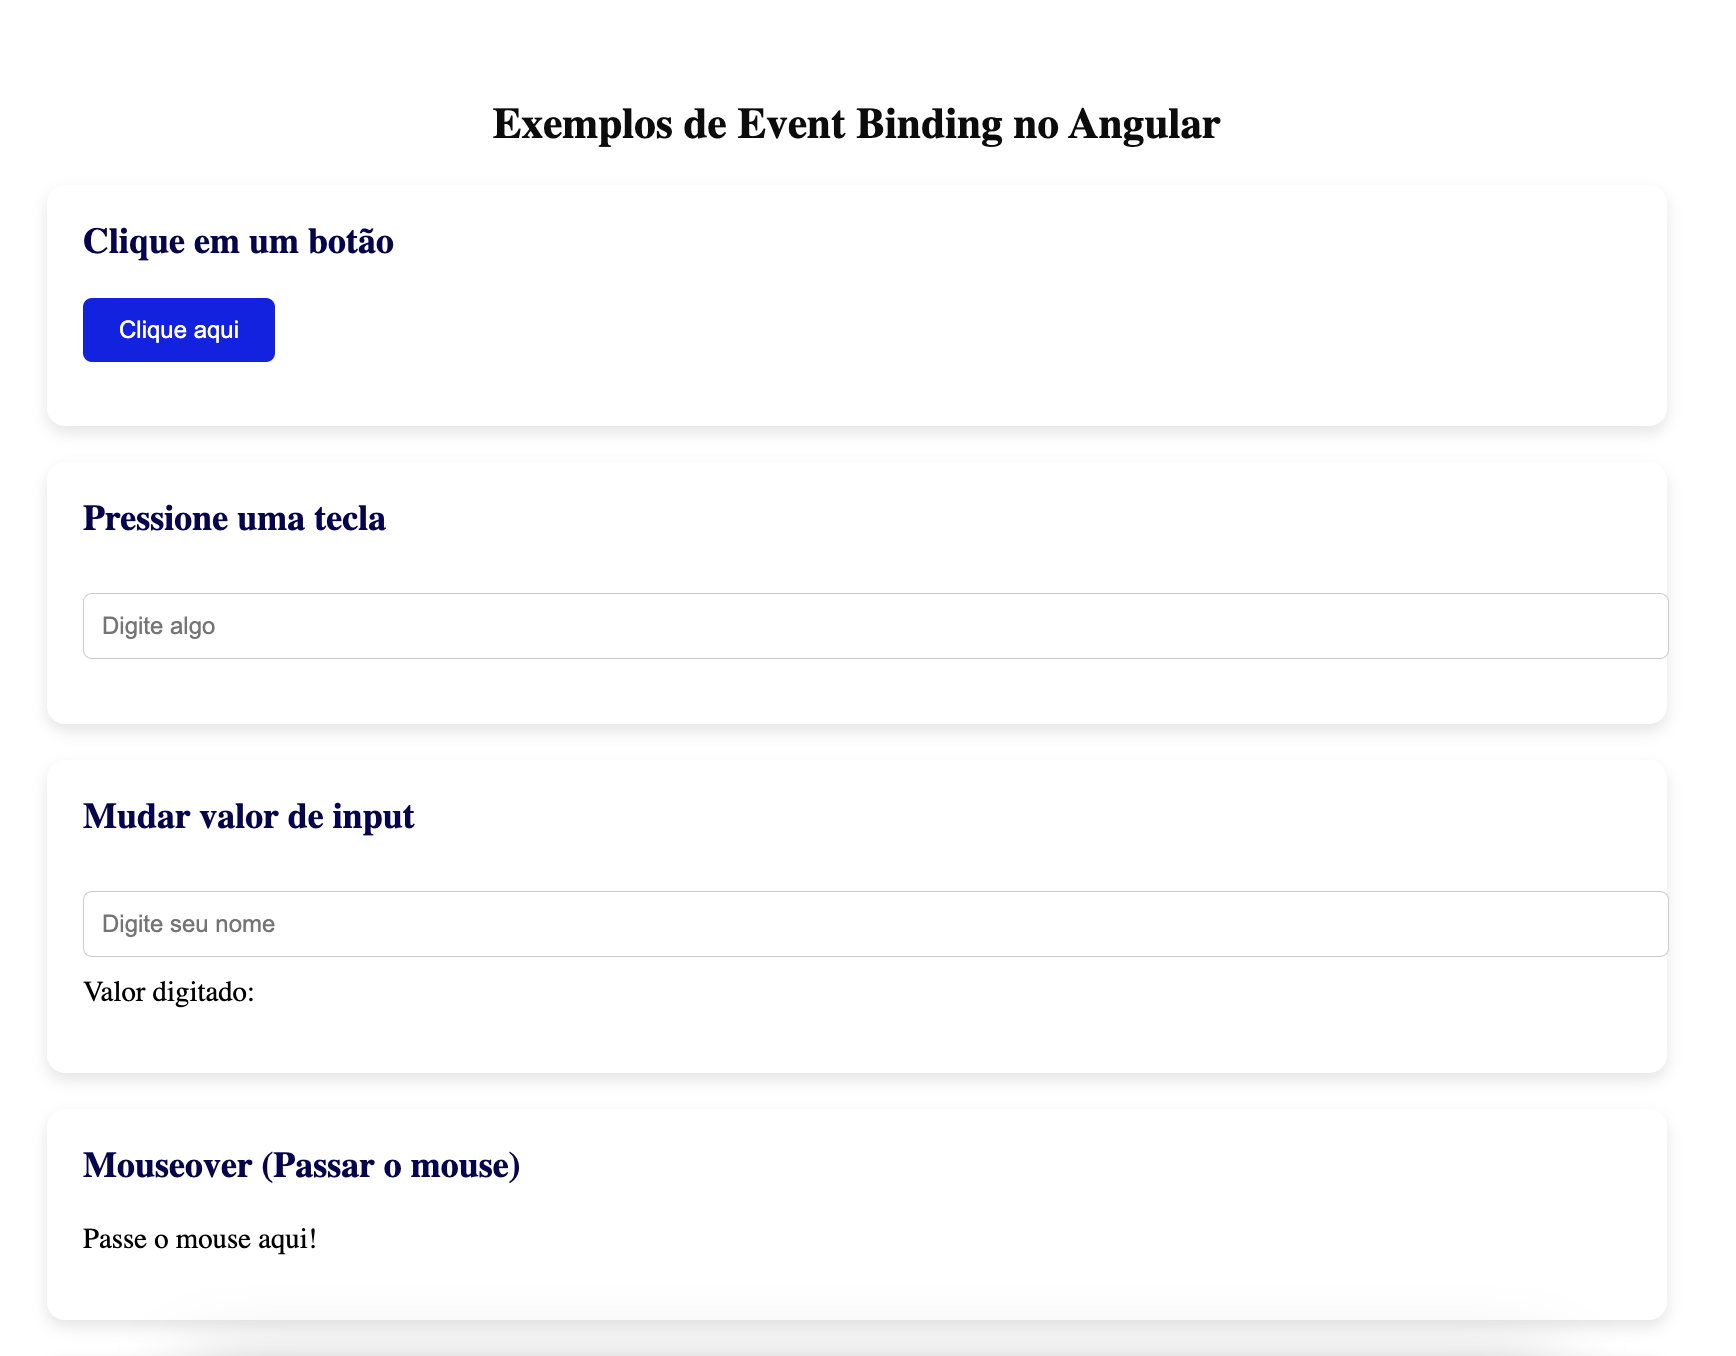 Exemplos de Event Binding no Angular
Clique em um botão
Clique aqui
Pressione uma tecla
Digite algo
Mudar valor de input
Digite seu nome
Valor digitado:
Mouseover (Passar o mouse)
Passe o mouse aqui!